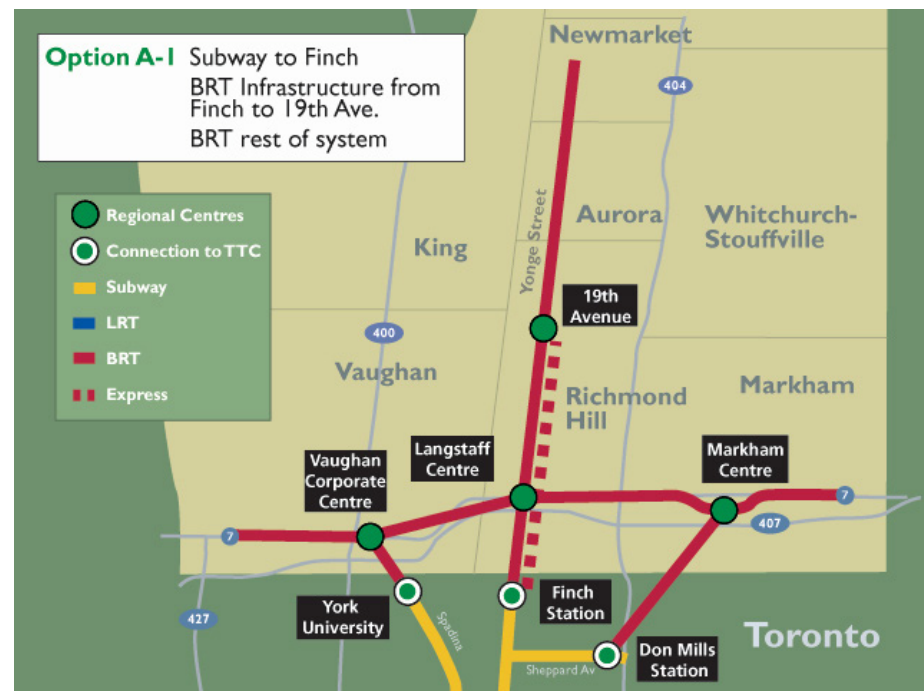 Option A-1 Subway to Finch
BRT Infrastructure from
Finch to 19th Ave.
BRT rest of system
Newmarket
404
Regional Centres
Connection to TTC
Subway
LRT
BRT
Express
King
Yonge Street
Aurora
Whitchurch-
Stouffville
19th
Avenue
400
Vaughan
Richmond
Hill
Markham
Langstaff
Centre
Vaughan
Corporate
Centre
Markham
Centre
7
7
407
427
York
University
Spadina
Finch
Station
Don Mills
Station
Sheppard Av
Toronto